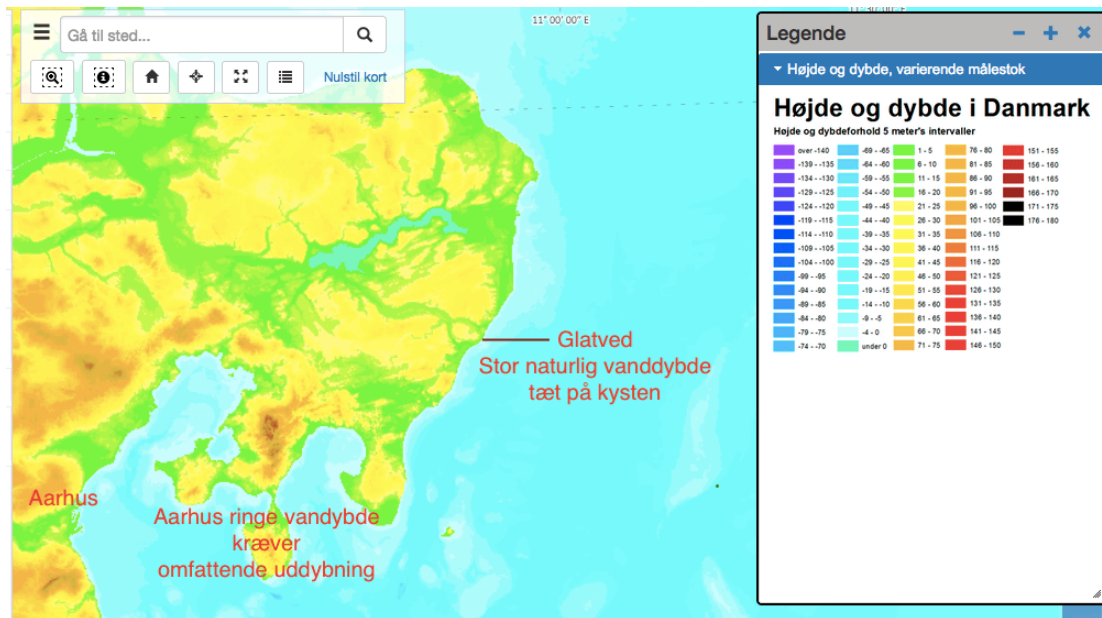 Gå til sted...
Nulstil kort
11° 00' 00" E
Legende
Højde og dybde, varierende målestok
Højde og dybde i Danmark
Højde og dybdeforhold 5 meter's intervaller
over -140
-139 - -135
-134 - -130
-129 - -125
-124 - -120
-119 - -115
-114 - -110
-109 - -105
-104 - -100
-99 - -95
-94 - -90
-89 - -85
-84 - -80
-79 - -75
-74 - -70
-69 - -65
-64 - -60
-59 - -55
-54 - -50
-49 - -45
-44 - -40
-39 - -35
-34 - -30
-29 - -25
-24 - -20
-19 - -15
-14 - -10
-9 - -5
-4 - 0
under 0
1 - 5
6 - 10
11 - 15
16 - 20
21 - 25
26 - 30
31 - 35
36 - 40
41 - 45
46 - 50
51 - 55
56 - 60
61 - 65
66 - 70
71 - 75
76 - 80
81 - 85
86 - 90
91 - 95
96 - 100
101 - 105
106 - 110
111 - 115
116 - 120
121 - 125
126 - 130
131 - 135
136 - 140
141 - 145
146 - 150
151 - 155
156 - 160
161 - 165
166 - 170
171 - 175
176 - 180
Glatved
Stor naturlig vanddybde
tæt på kysten
Aarhus
Aarhus ringe vandybde
kræver
omfattende uddybning